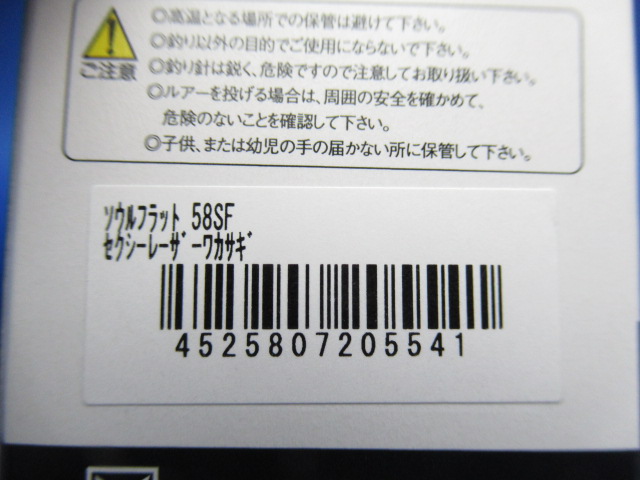 ◎高温となる場所での保管は避けて下さい。
◎釣り以外の目的でご使用にならないで下さい。
ご注意
◎釣り針は鋭く、危険ですので注意してお取り扱い下さい。
◎ルアーを投げる場合は、周囲の安全を確かめて、
危険のないことを確認して下さい。
◎子供、または幼児の手の届かない所に保管して下さい。
ｿｳﾙﾌﾗｯﾄ 58SF
ｾｸｼｰﾚｰｻﾞｰﾜｶｻｷﾞ
4525807205541